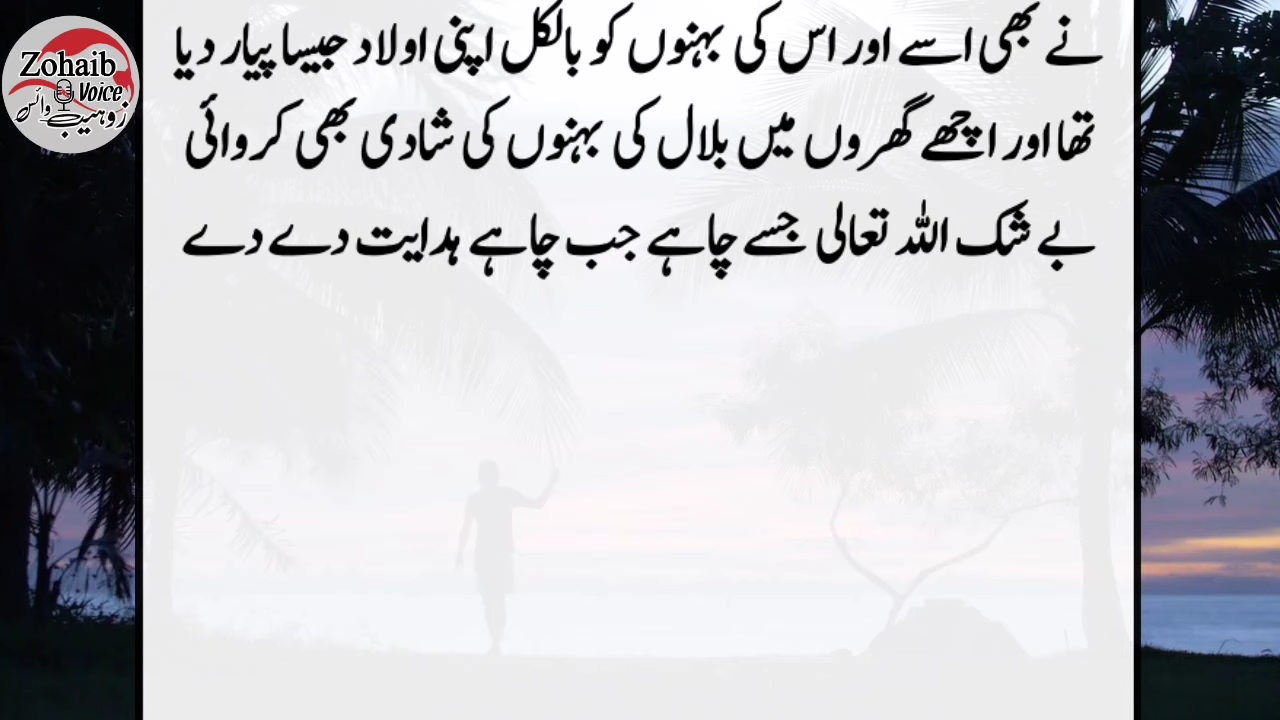 Zohaib
Voice
زوہیب وائس
نے بھی اسے اور اس کی بہنوں کو بالکل اپنی اولاد جیسا پیار دیا
تھا اور اچھے گھروں میں بلال کی بہنوں کی شادی بھی کروائی
بے شک اللہ تعالی جسے چاہے جب چاہے ہدایت دے دے